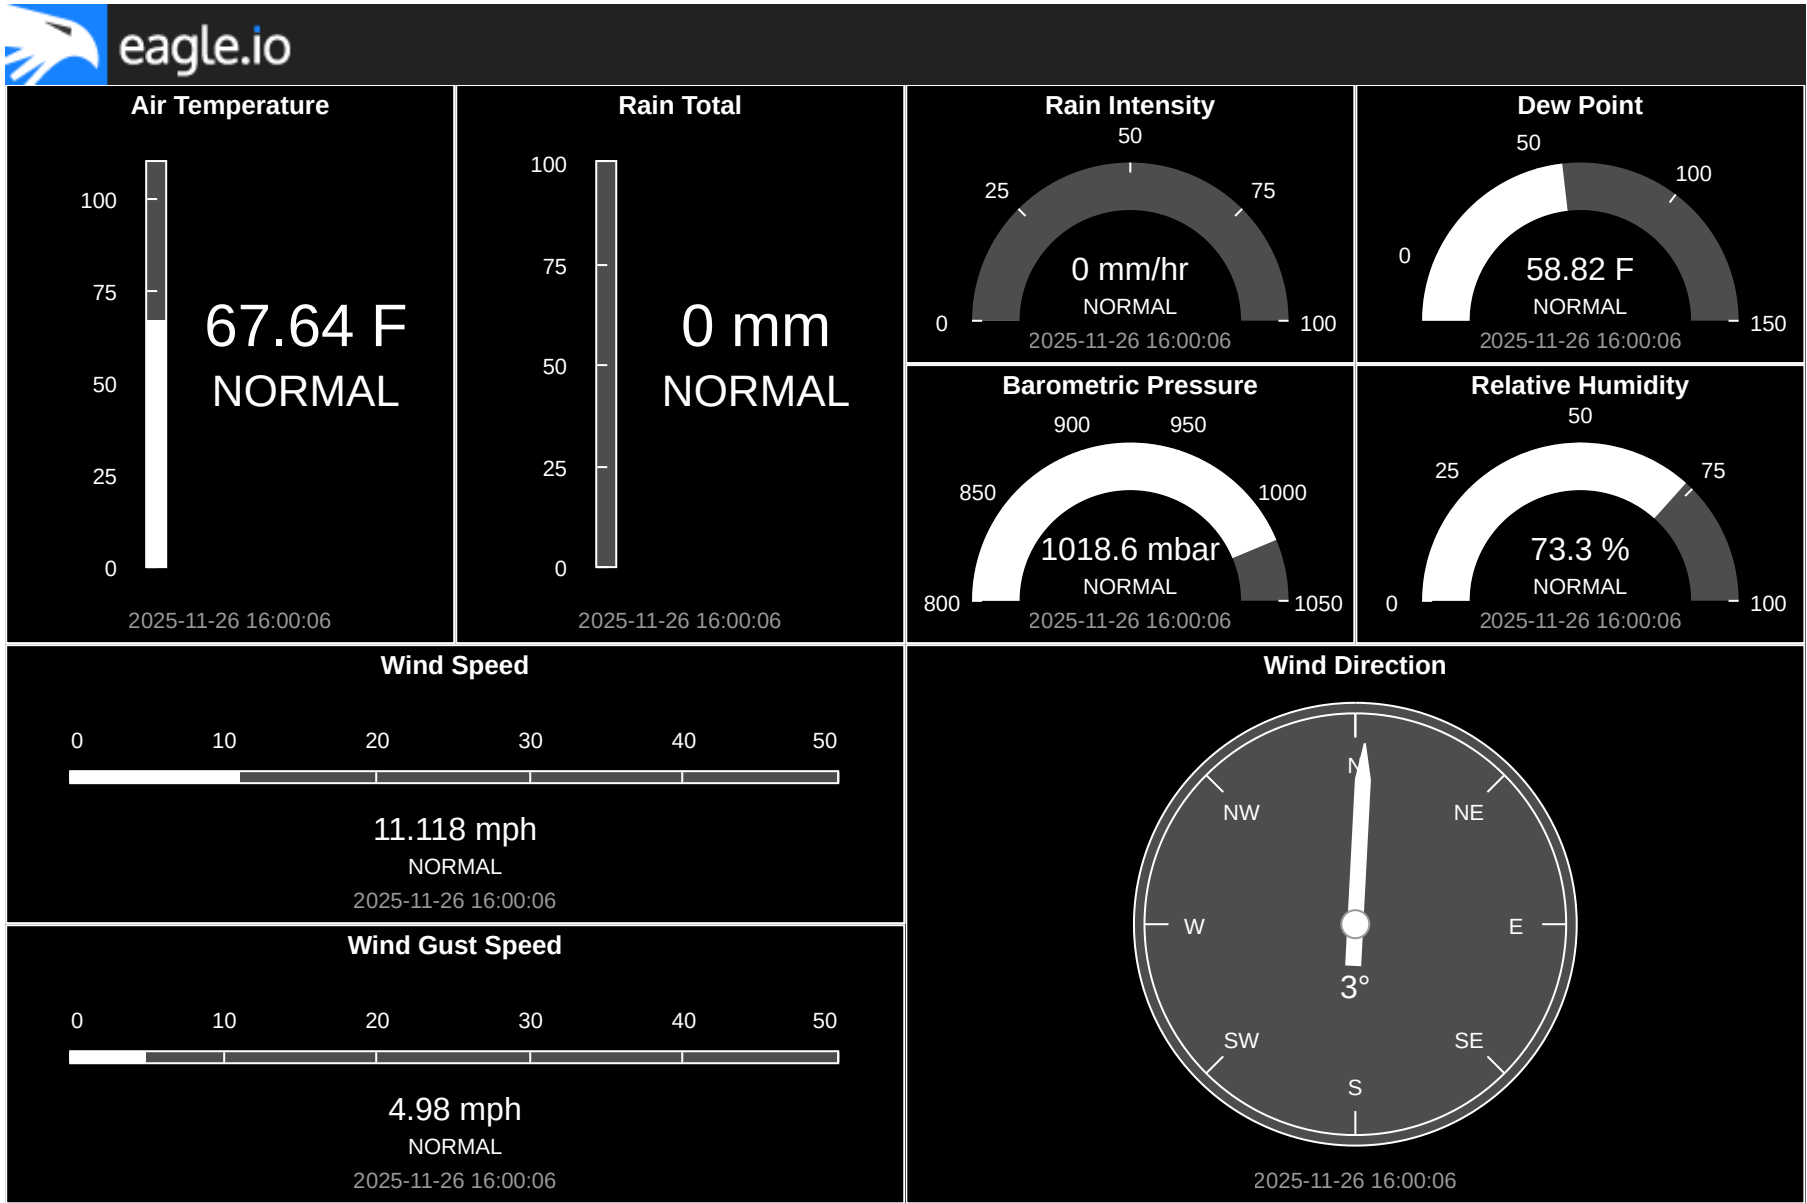 eagle.io
Air Temperature
100
75
50
25
0
67.64 F
NORMAL
2025-11-26 16:00:06
Rain Total
100
75
50
25
0
0 mm
NORMAL
2025-11-26 16:00:06
Rain Intensity
0
25
50
75
100
0 mm/hr
NORMAL
2025-11-26 16:00:06
Dew Point
0
50
100
150
58.82 F
NORMAL
2025-11-26 16:00:06
Barometric Pressure
800
850
900
950
1000
1050
1018.6 mbar
NORMAL
2025-11-26 16:00:06
Relative Humidity
0
25
50
75
100
73.3 %
NORMAL
2025-11-26 16:00:06
Wind Speed
0 10 20 30 40 50
11.118 mph
NORMAL
2025-11-26 16:00:06
Wind Gust Speed
0 10 20 30 40 50
4.98 mph
NORMAL
2025-11-26 16:00:06
Wind Direction
N
NW NE
W E
3°
SW SE
S
2025-11-26 16:00:06